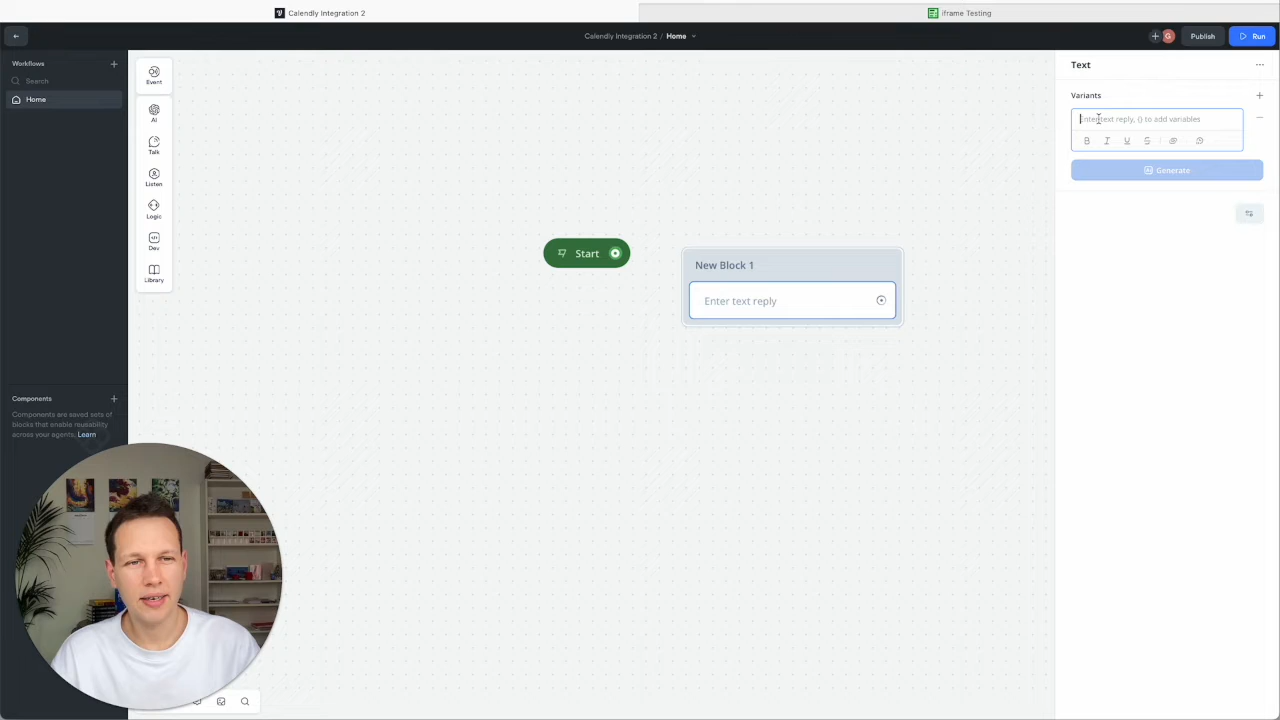 Calendly Integration 2
iframe Testing
Calendly Integration 2 / Home
G
Publish
Run
Workflows
Search
Home
Event
AI
Talk
Listen
Logic
Dev
Library
Start
New Block 1
Enter text reply
Text
Variants
Enter text reply, {} to add variables
B I U S
Generate
Components
Components are saved sets of
blocks that enable reusability
across your agents. Learn